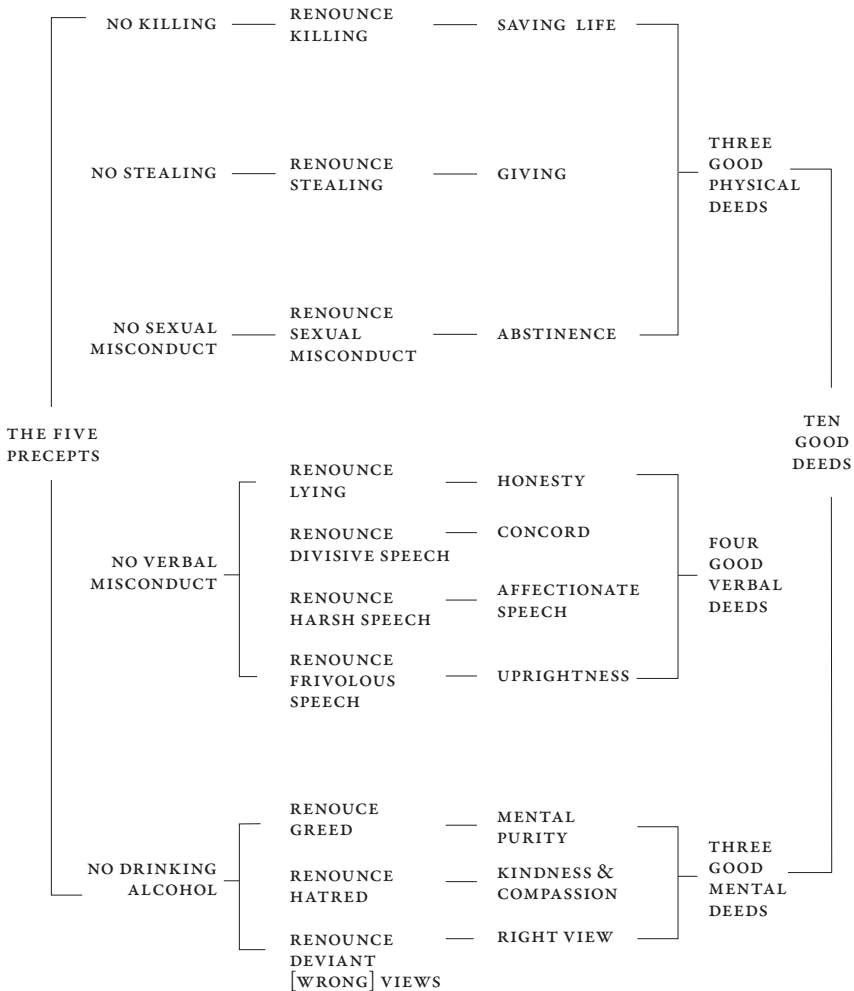 THE FIVE
PRECEPTS
NO KILLING
RENOUNCE
KILLING
SAVING LIFE
NO STEALING
RENOUNCE
STEALING
GIVING
NO SEXUAL
MISCONDUCT
RENOUNCE
SEXUAL
MISCONDUCT
ABSTINENCE
THREE
GOOD
PHYSICAL
DEEDS
NO VERBAL
MISCONDUCT
RENOUNCE
LYING
HONESTY
RENOUNCE
DIVISIVE SPEECH
CONCORD
RENOUNCE
HARSH SPEECH
AFFECTIONATE
SPEECH
RENOUNCE
FRIVOLOUS
SPEECH
UPRIGHTNESS
FOUR
GOOD
VERBAL
DEEDS
NO DRINKING
ALCOHOL
RENOUCE
GREED
MENTAL
PURITY
RENOUNCE
HATRED
KINDNESS &
COMPASSION
RENOUNCE
DEVIANT
[WRONG] VIEWS
RIGHT VIEW
THREE
GOOD
MENTAL
DEEDS
TEN
GOOD
DEEDS